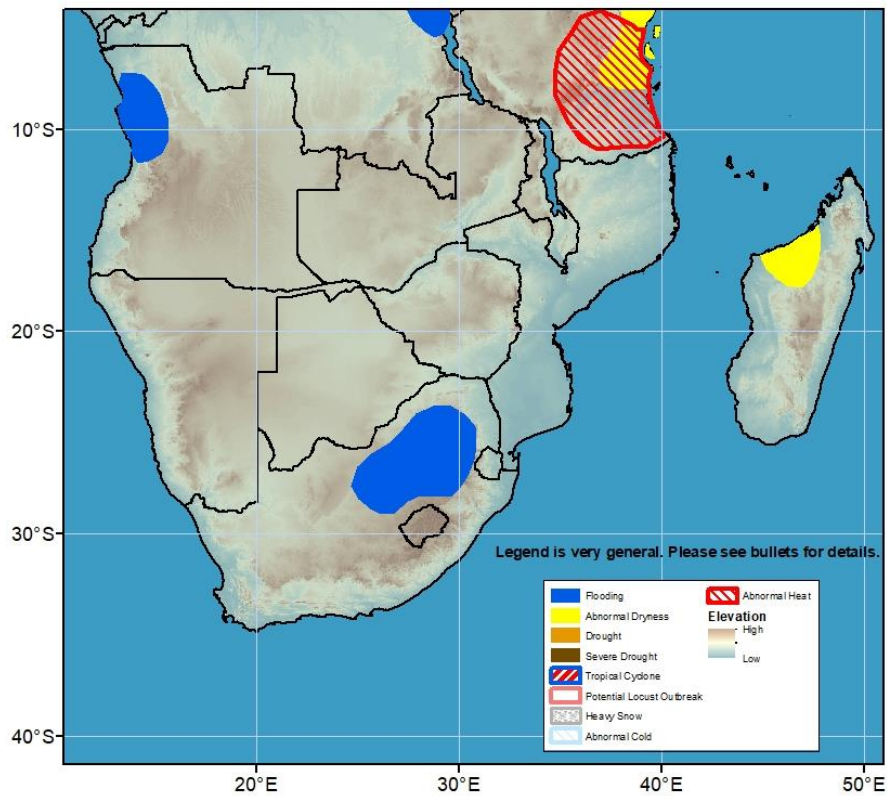 10°S
20°S
30°S
40°S
20°E
30°E
40°E
50°E
Legend is very general. Please see bullets for details.
Flooding
Abnormal Dryness
Drought
Severe Drought
Tropical Cyclone
Potential Locust Outbreak
Heavy Snow
Abnormal Cold
Abnormal Heat
Elevation
High
Low